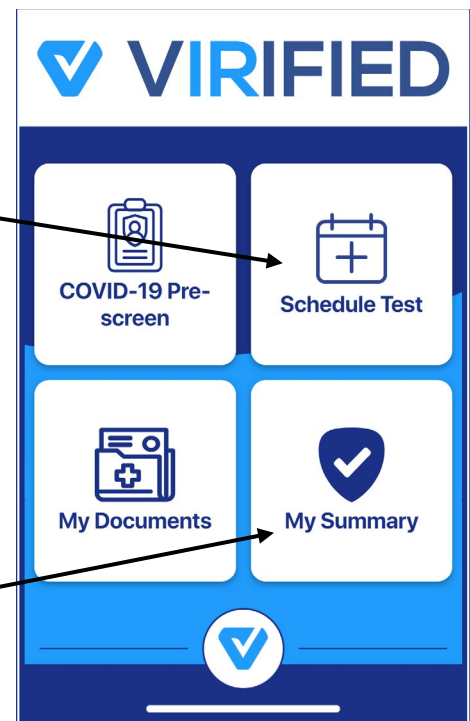 VIRIFIED
COVID-19 Pre-
screen
Schedule Test
My Documents
My Summary